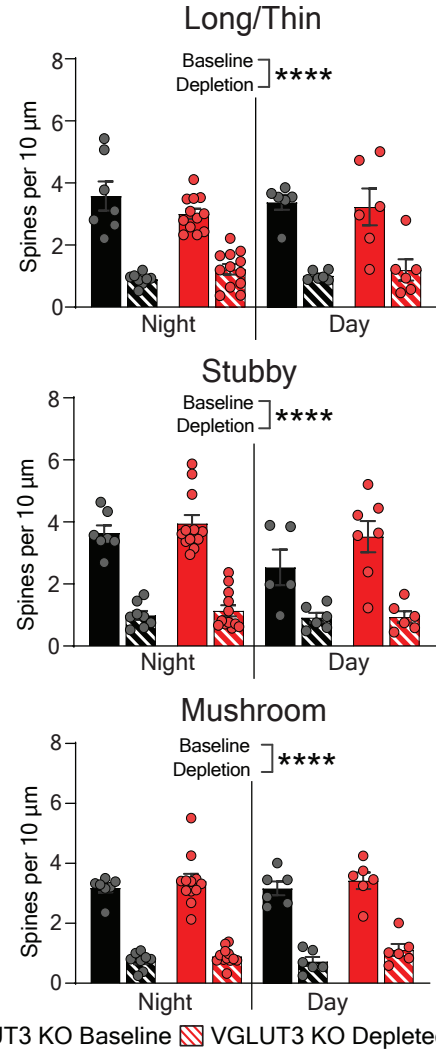 Long/Thin
Baseline
Depletion
****
8
6
4
2
0
Spines per 10 µm
Night
Day
Stubby
Baseline
Depletion
****
8
6
4
2
0
Spines per 10 µm
Night
Day
Mushroom
Baseline
Depletion
****
8
6
4
2
0
Spines per 10 µm
Night
Day
UT3 KO Baseline VGLUT3 KO Deplete